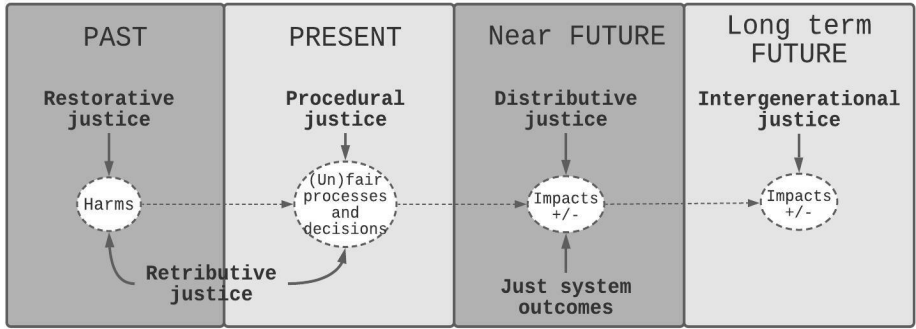 PAST
Restorative
justice
Harms
PRESENT
Procedural
justice
(Un)fair
processes
and
decisions
Retributive
justice
Near FUTURE
Distributive
justice
Impacts
+/-
Just system
outcomes
Long term
FUTURE
Intergenerational
justice
Impacts
+/-